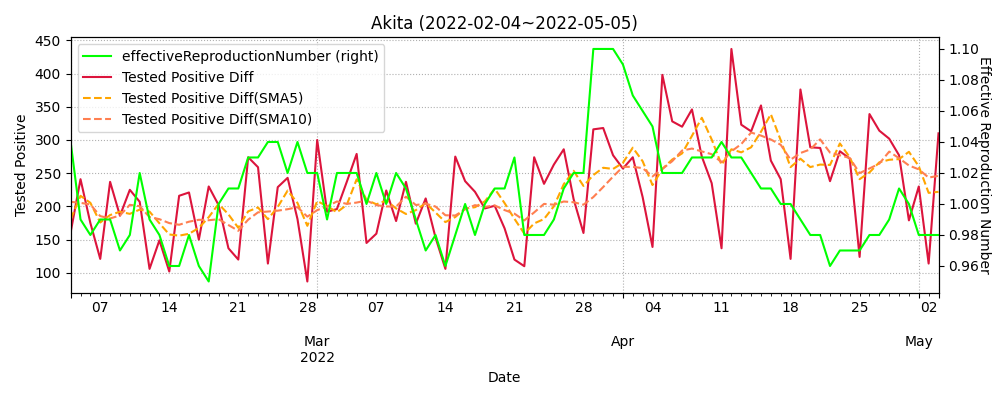 Akita (2022-02-04~2022-05-05)
effectiveReproductionNumber (right)
Tested Positive Diff
Tested Positive Diff(SMA5)
Tested Positive Diff(SMA10)
Tested Positive
450
400
350
300
250
200
150
100
1.10
1.08
1.06
1.04
1.02
1.00
0.98
0.96
Effective Reproduction Number
07 14 21 28 07 14 21 28 04 11 18 25 02
Mar Apr May
2022
Date